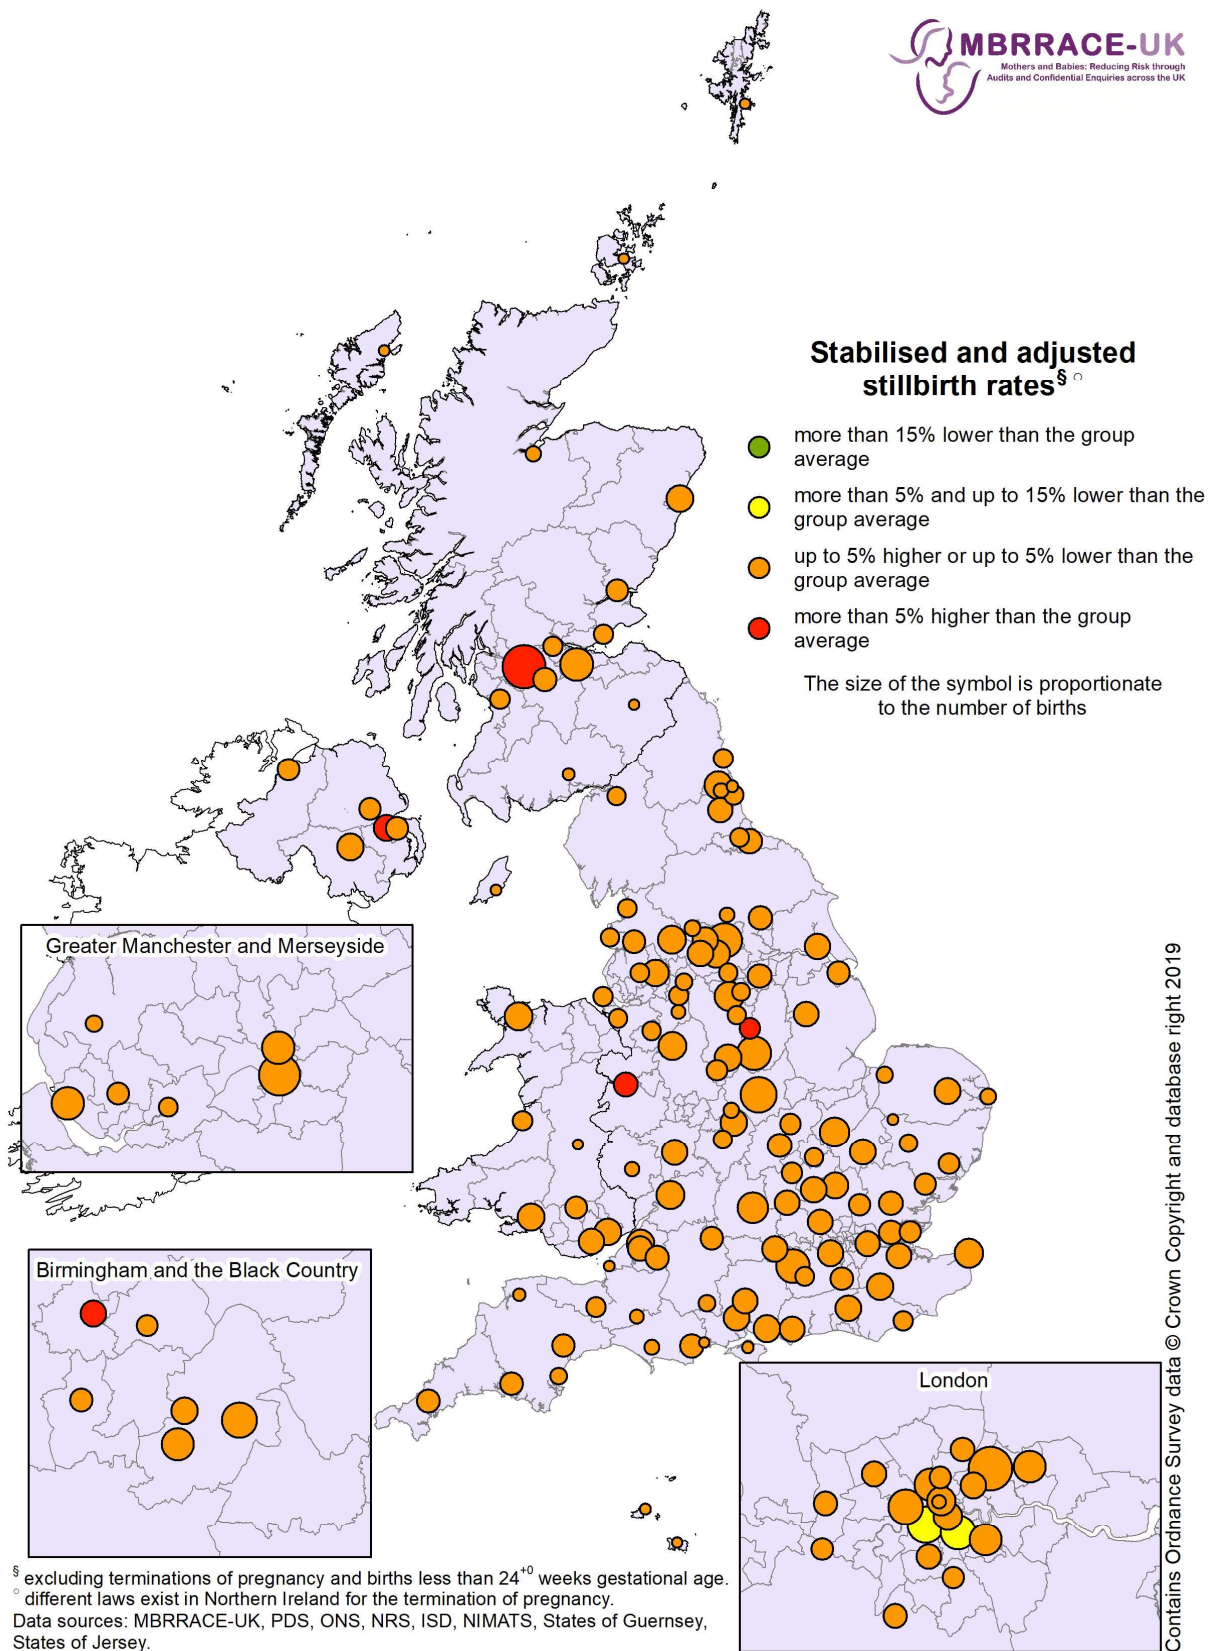 MBRRACE-UK
Mothers and Babies: Reducing Risk through
Audits and Confidential Enquiries across the UK
Stabilised and adjusted
stillbirth rates§ ○
more than 15% lower than the group
average
more than 5% and up to 15% lower than the
group average
up to 5% higher or up to 5% lower than the
group average
more than 5% higher than the group
average
The size of the symbol is proportionate
to the number of births
Greater Manchester and Merseyside
Birmingham and the Black Country
London
§ excluding terminations of pregnancy and births less than 24+0 weeks gestational age.
○ different laws exist in Northern Ireland for the termination of pregnancy.
Data sources: MBRRACE-UK, PDS, ONS, NRS, ISD, NIMATS, States of Guernsey,
States of Jersey.
Contains Ordnance Survey data © Crown Copyright and database right 2019